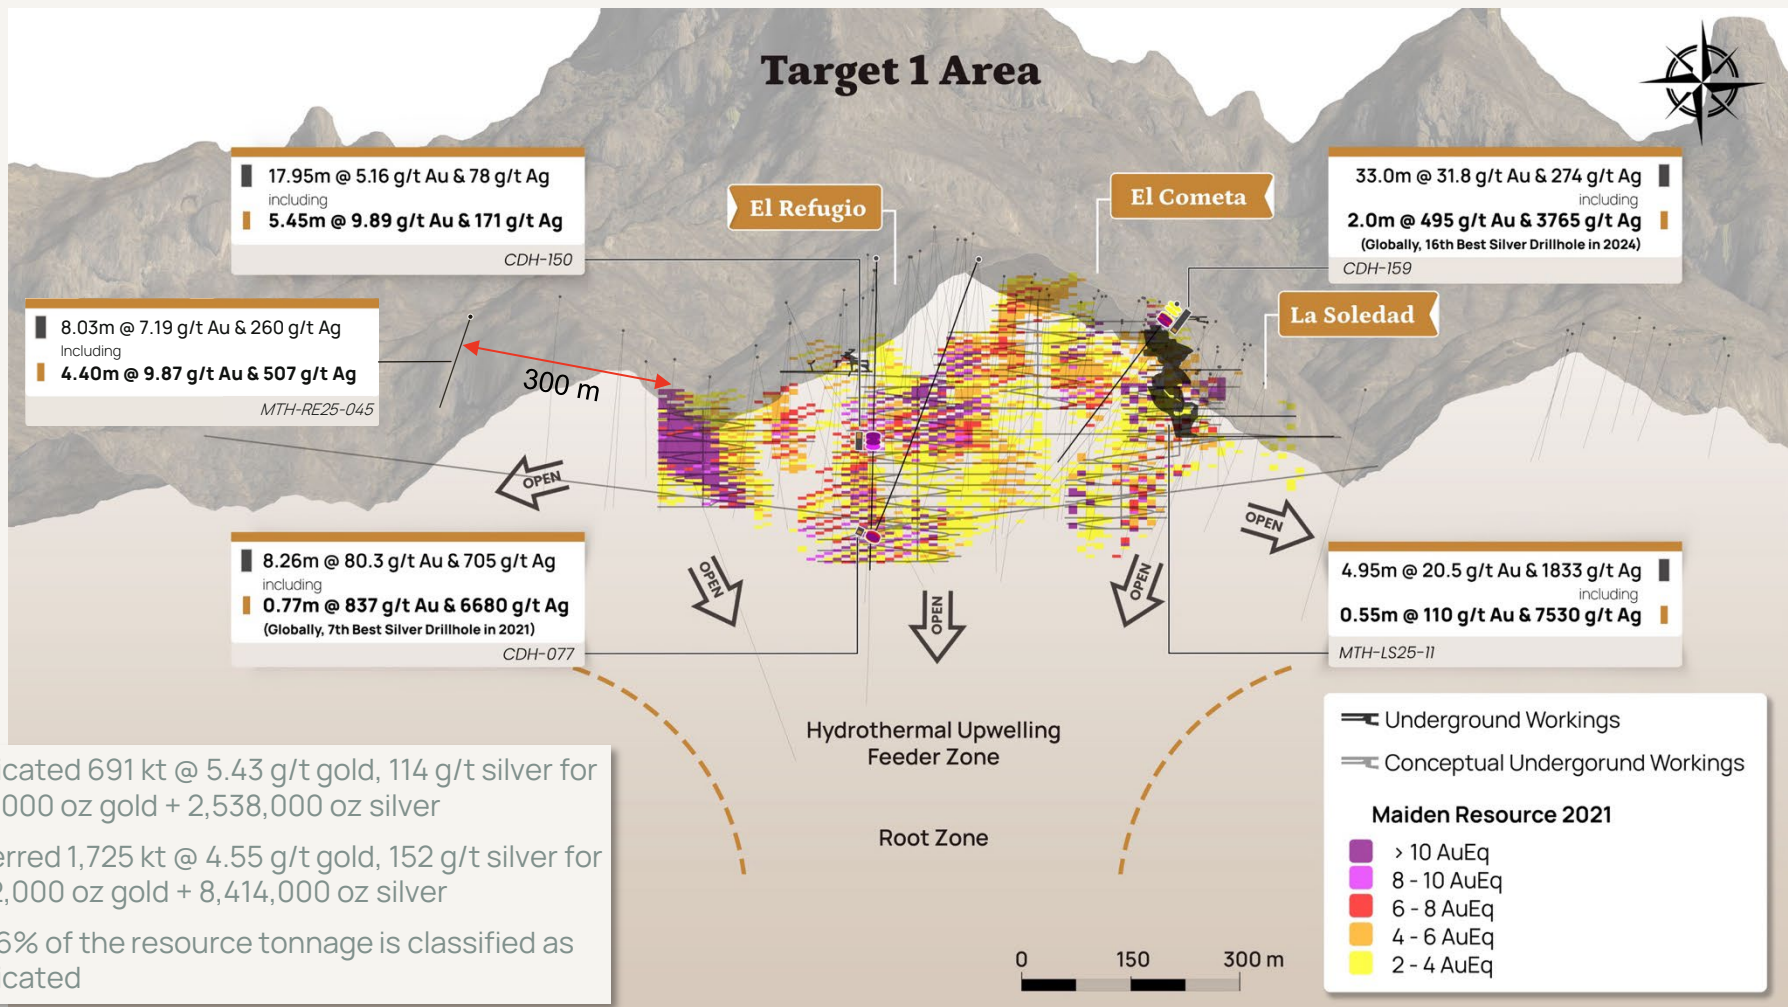 Target 1 Area
17.95m @ 5.16 g/t Au & 78 g/t Ag
including
5.45m @ 9.89 g/t Au & 171 g/t Ag
CDH-150
El Refugio
El Cometa
33.0m @ 31.8 g/t Au & 274 g/t Ag
including
2.0m @ 495 g/t Au & 3765 g/t Ag
(Globally, 16th Best Silver Drillhole in 2024)
CDH-159
La Soledad
8.03m @ 7.19 g/t Au & 260 g/t Ag
Including
4.40m @ 9.87 g/t Au & 507 g/t Ag
MTH-RE25-045
300 m
OPEN
OPEN
OPEN
OPEN
OPEN
8.26m @ 80.3 g/t Au & 705 g/t Ag
including
0.77m @ 837 g/t Au & 6680 g/t Ag
(Globally, 7th Best Silver Drillhole in 2021)
CDH-077
4.95m @ 20.5 g/t Au & 1833 g/t Ag
including
0.55m @ 110 g/t Au & 7530 g/t Ag
MTH-LS25-11
Hydrothermal Upwelling
Feeder Zone
Root Zone
icated 691 kt @ 5.43 g/t gold, 114 g/t silver for
,000 oz gold + 2,538,000 oz silver
erred 1,725 kt @ 4.55 g/t gold, 152 g/t silver for
2,000 oz gold + 8,414,000 oz silver
6% of the resource tonnage is classified as
icated
0 150 300 m
Underground Workings
Conceptual Undergorund Workings
Maiden Resource 2021
> 10 AuEq
8 - 10 AuEq
6 - 8 AuEq
4 - 6 AuEq
2 - 4 AuEq